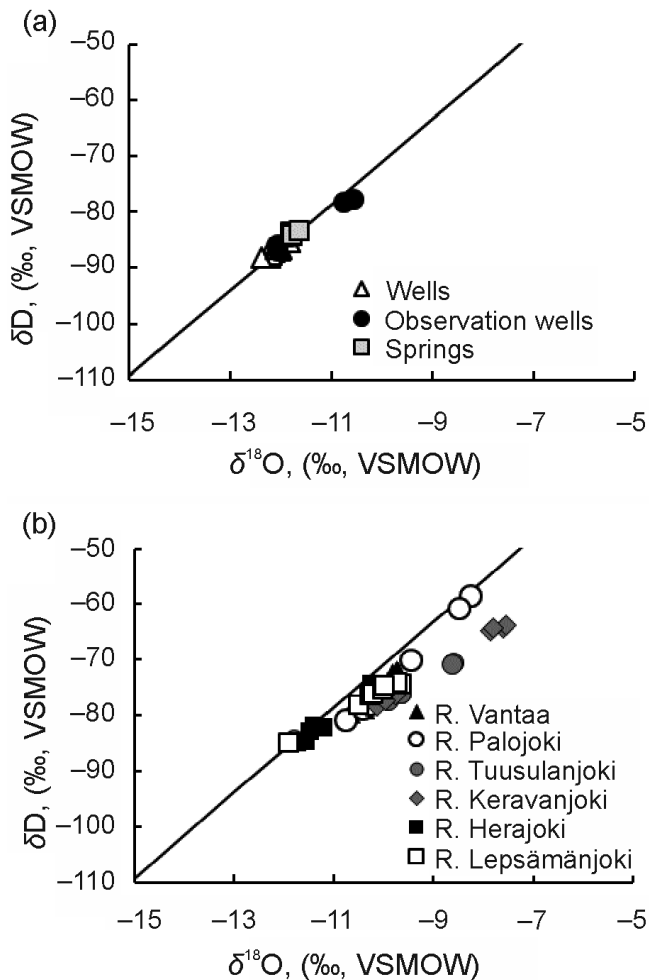 (a)
–50
–60
–70
–80
–90
–100
–110
δD, (‰, VSMOW)
Wells
Observation wells
Springs
–15 –13 –11 –9 –7 –5
δ¹⁸O, (‰, VSMOW)
(b)
–50
–60
–70
–80
–90
–100
–110
δD, (‰, VSMOW)
R. Vantaa
R. Palojoki
R. Tuusulanjoki
R. Keravanjoki
R. Herajoki
R. Lepsämänjoki
–15 –13 –11 –9 –7 –5
δ¹⁸O, (‰, VSMOW)